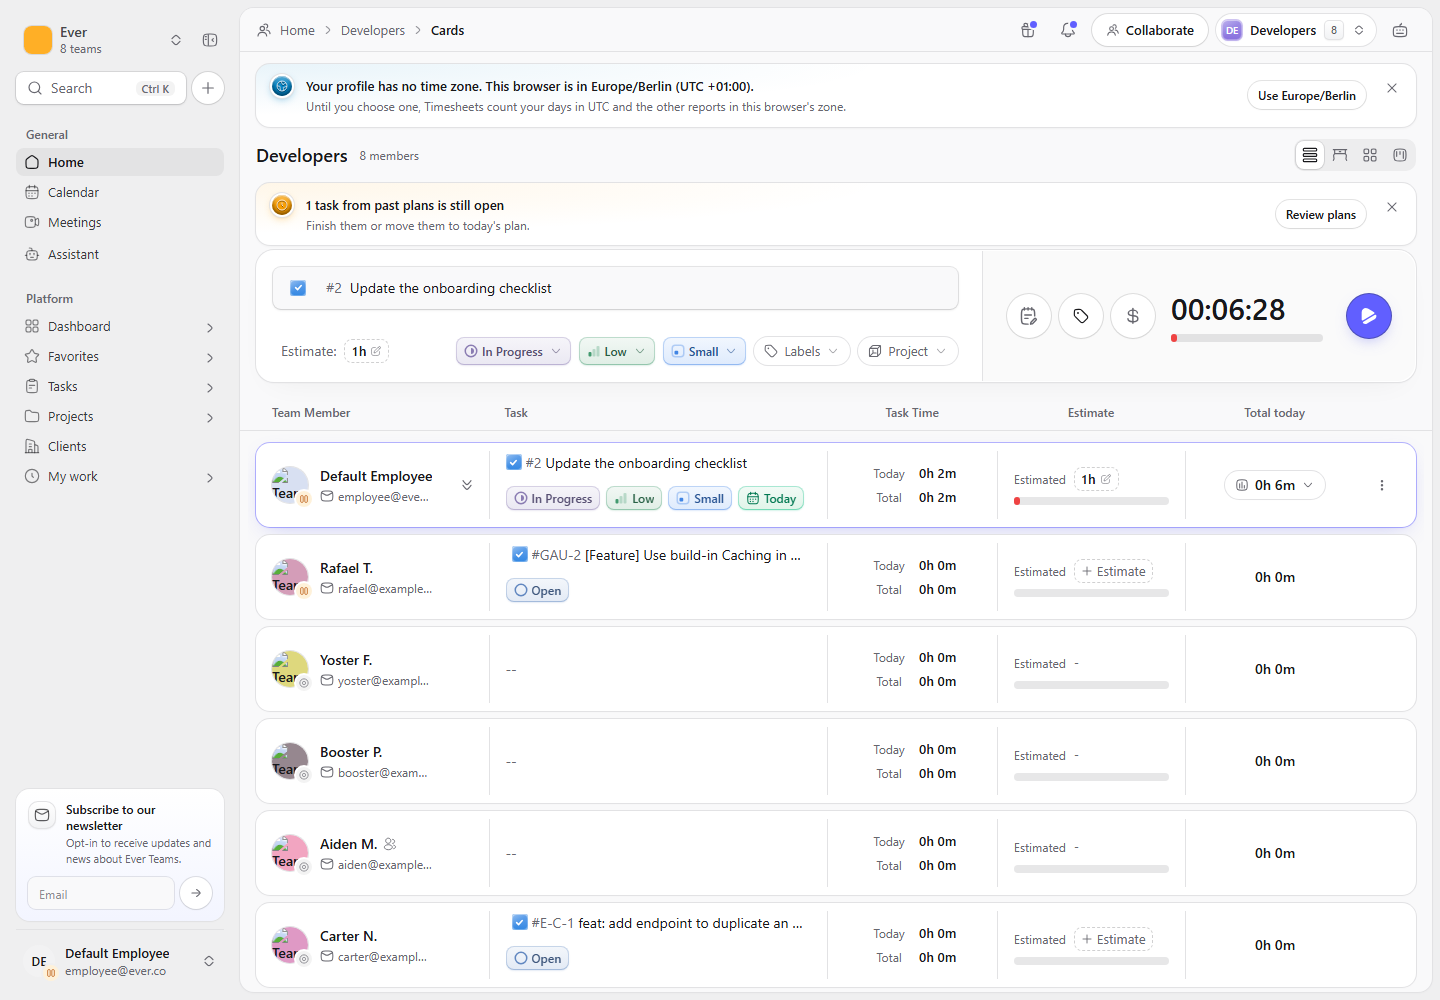 Ever
8 teams
Search
Ctrl K
General
Home
Calendar
Meetings
Assistant
Platform
Dashboard
Favorites
Tasks
Projects
Clients
My work
Subscribe to our
newsletter
Opt-in to receive updates and
news about Ever Teams.
Email
DE
Default Employee
employee@ever.co
Home
Developers
Cards
Collaborate
DE
Developers
8
Your profile has no time zone. This browser is in Europe/Berlin (UTC +01:00).
Until you choose one, Timesheets count your days in UTC and the other reports in this browser's zone.
Use Europe/Berlin
Developers
8 members
1 task from past plans is still open
Finish them or move them to today's plan.
Review plans
#2 Update the onboarding checklist
Estimate: 1h
In Progress
Low
Small
Labels
Project
00:06:28
Team Member
Task
Task Time
Estimate
Total today
Tear
Default Employee
employee@eve...
#2 Update the onboarding checklist
In Progress
Low
Small
Today
Today 0h 2m
Total 0h 2m
Estimated 1h
0h 6m
Tear
Rafael T.
rafael@example...
#GAU-2 [Feature] Use build-in Caching in ...
Open
Today 0h 0m
Total 0h 0m
Estimated + Estimate
0h 0m
Tear
Yoster F.
yoster@exampl...
--
Today 0h 0m
Total 0h 0m
Estimated -
0h 0m
Tear
Booster P.
booster@exam...
--
Today 0h 0m
Total 0h 0m
Estimated -
0h 0m
Tear
Aiden M.
aiden@example...
--
Today 0h 0m
Total 0h 0m
Estimated -
0h 0m
Tear
Carter N.
carter@exampl...
#E-C-1 feat: add endpoint to duplicate an ...
Open
Today 0h 0m
Total 0h 0m
Estimated + Estimate
0h 0m